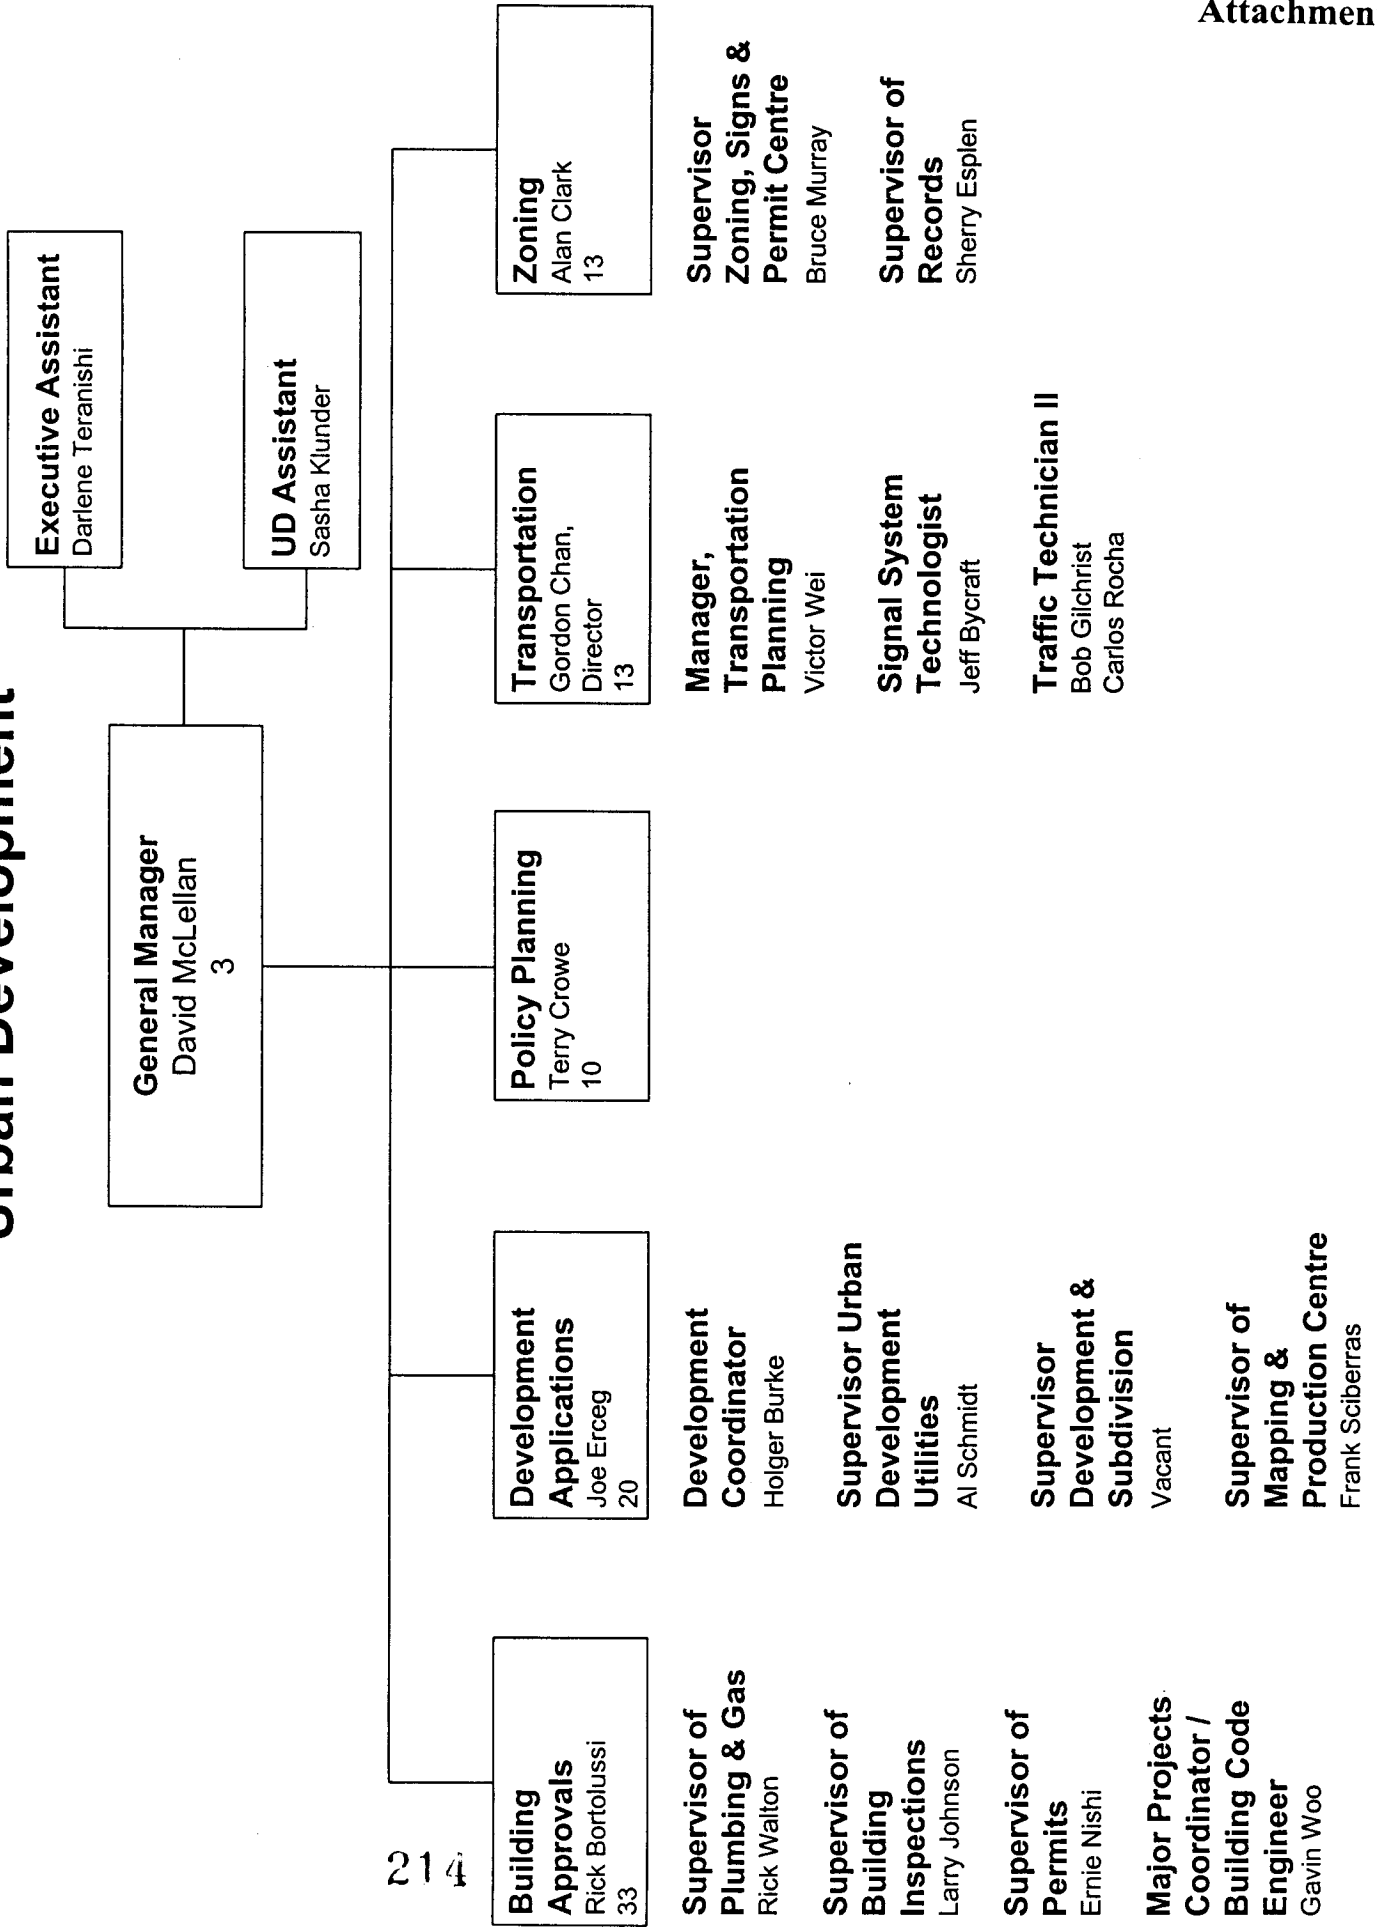 Urban Development
General Manager
David McLellan
3
Executive Assistant
Darlene Teranishi
UD Assistant
Sasha Klunder
Building
Approvals
Rick Bortolussi
33
Supervisor of
Plumbing & Gas
Rick Walton
Supervisor of
Building
Inspections
Larry Johnson
Supervisor of
Permits
Ernie Nishi
Major Projects
Coordinator /
Building Code
Engineer
Gavin Woo
Development
Applications
Joe Erceg
20
Development
Coordinator
Holger Burke
Supervisor Urban
Development
Utilities
Al Schmidt
Supervisor
Development &
Subdivision
Vacant
Supervisor of
Mapping &
Production Centre
Frank Sciberras
Policy Planning
Terry Crowe
10
Transportation
Gordon Chan,
Director
13
Manager,
Transportation
Planning
Victor Wei
Signal System
Technologist
Jeff Bycraft
Traffic Technician II
Bob Gilchrist
Carlos Rocha
Zoning
Alan Clark
13
Supervisor
Zoning, Signs &
Permit Centre
Bruce Murray
Supervisor of
Records
Sherry Esplen
214
Attachmen